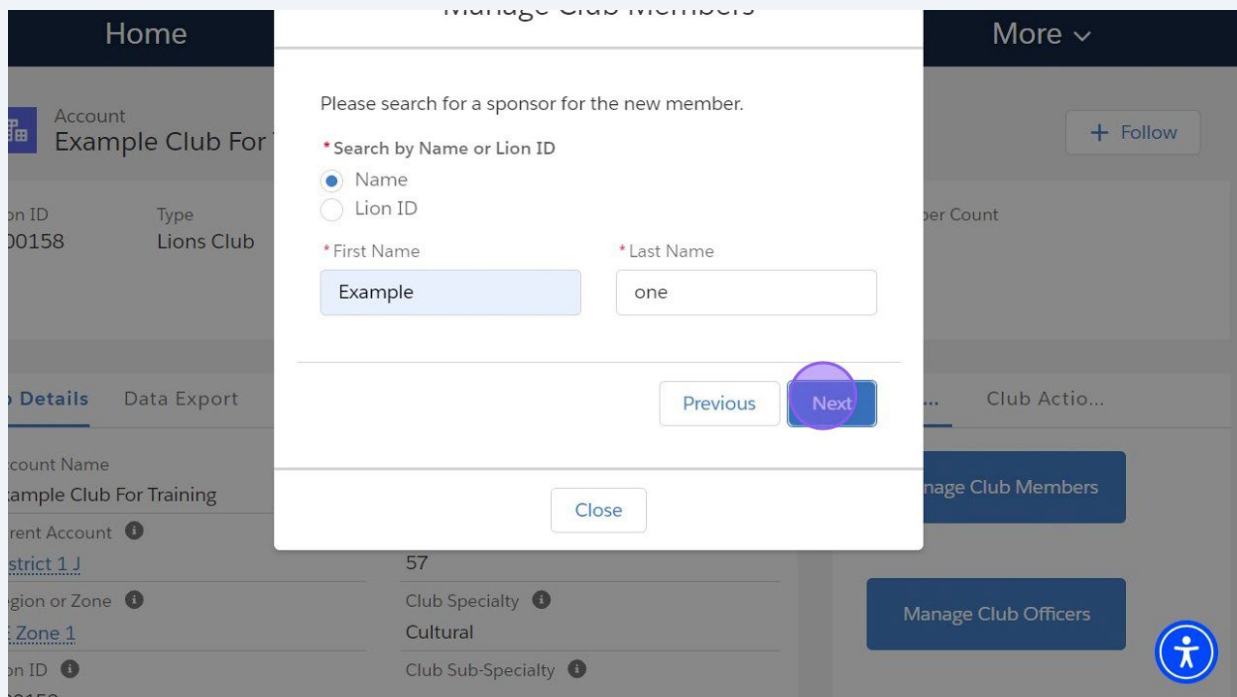 Manage Club Members
Home
More
Please search for a sponsor for the new member.
*Search by Name or Lion ID
Name
Lion ID
*First Name
*Last Name
Example
one
Previous
Next
Close
Account
Example Club For
+ Follow
on ID
Type
ber Count
00158
Lions Club
Details
Data Export
...
Club Actio...
ccount Name
xample Club For Training
nage Club Members
rent Account
strict 1 J
57
egion or Zone
Club Specialty
Zone 1
Cultural
Manage Club Officers
on ID
Club Sub-Specialty